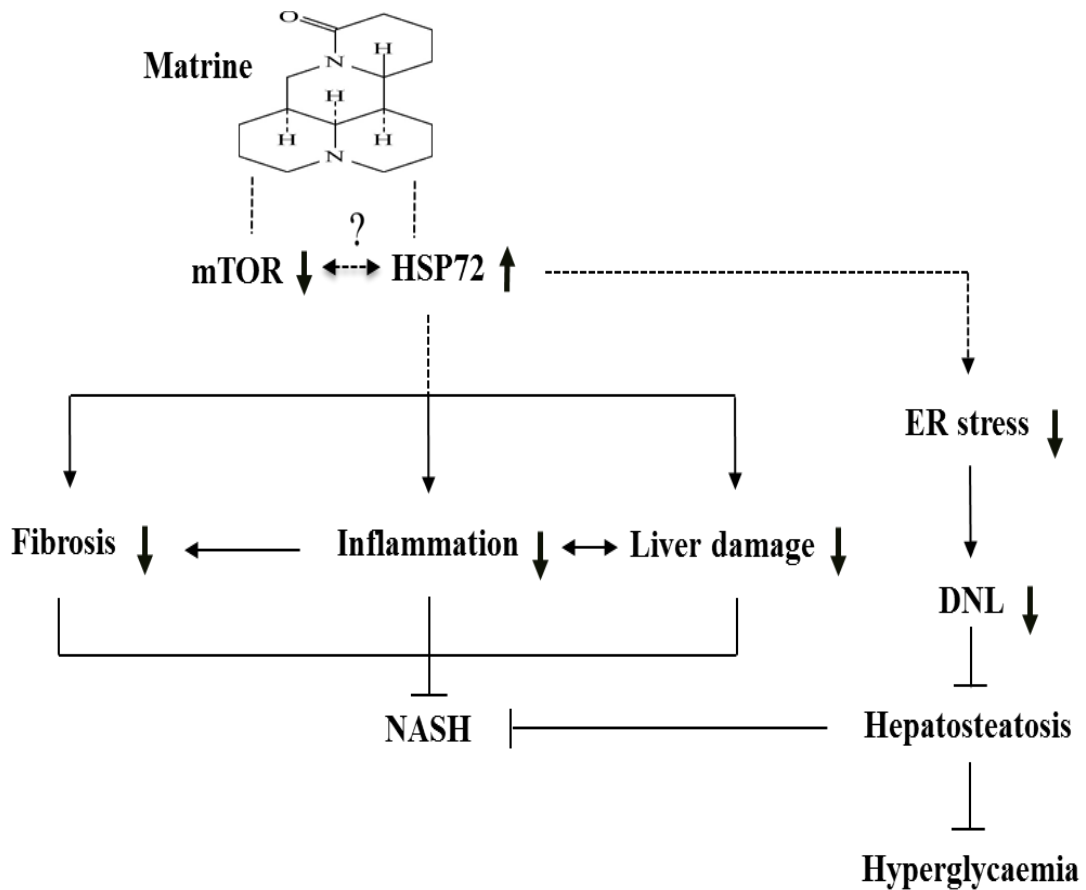 O
H
N
Matrine
H
H
H
N
?
mTOR
HSP72
ER stress
Fibrosis
Inflammation
Liver damage
DNL
NASH
Hepatosteatosis
Hyperglycaemia